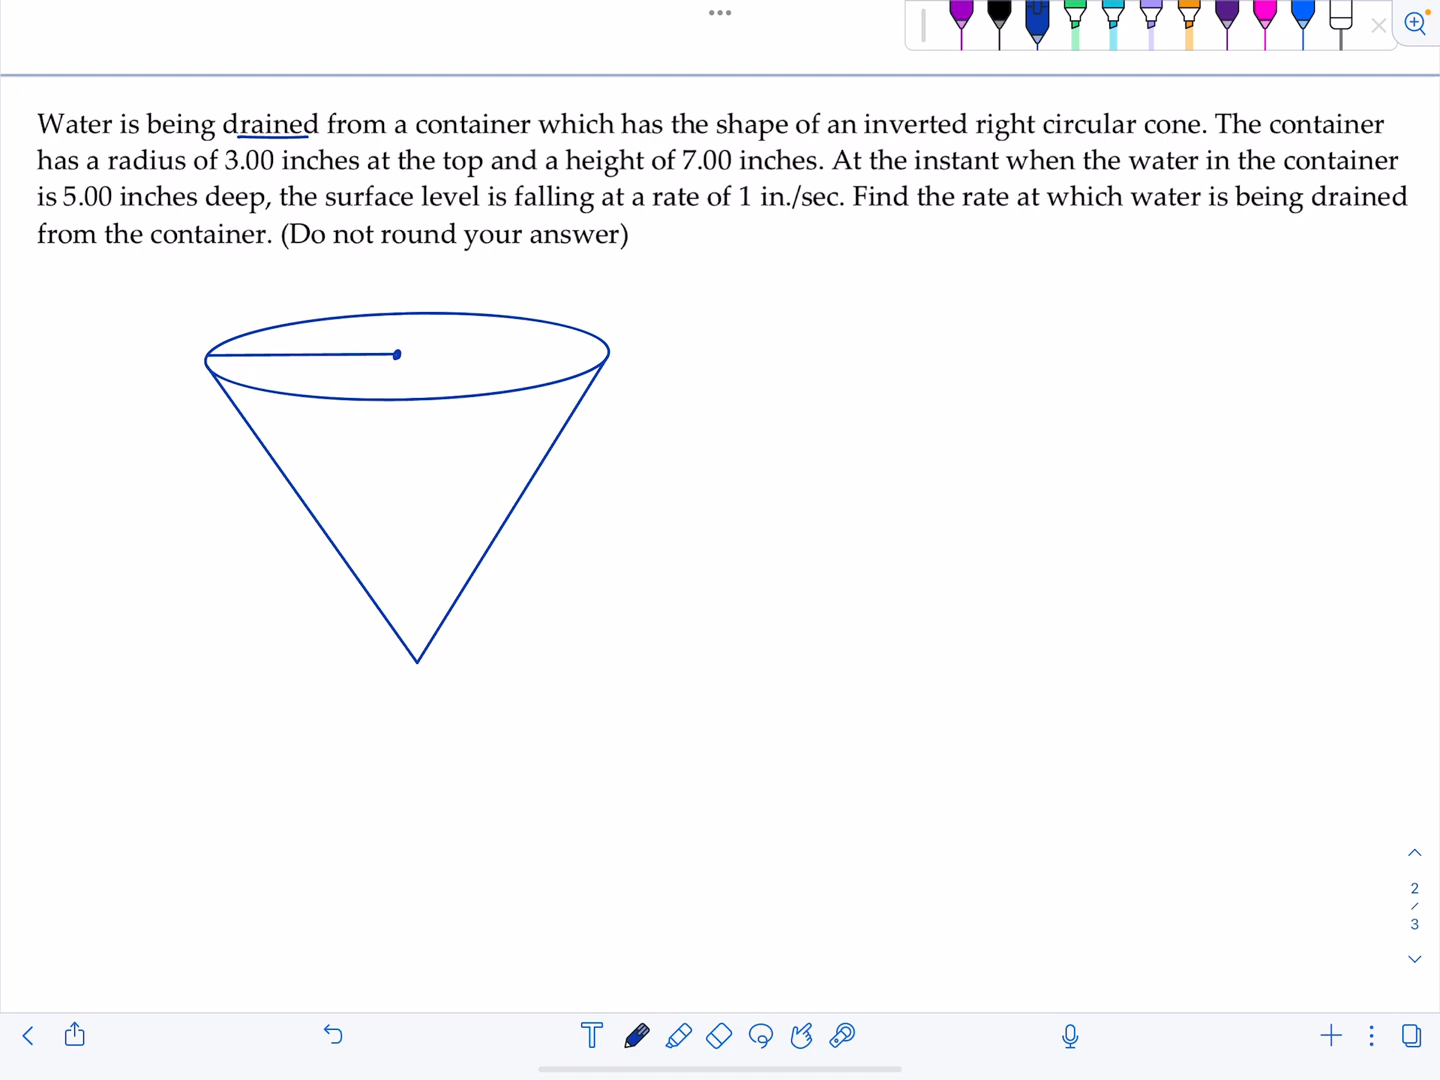 Water is being drained from a container which has the shape of an inverted right circular cone. The container
has a radius of 3.00 inches at the top and a height of 7.00 inches. At the instant when the water in the container
is 5.00 inches deep, the surface level is falling at a rate of 1 in./sec. Find the rate at which water is being drained
from the container. (Do not round your answer)
2
/
3
T